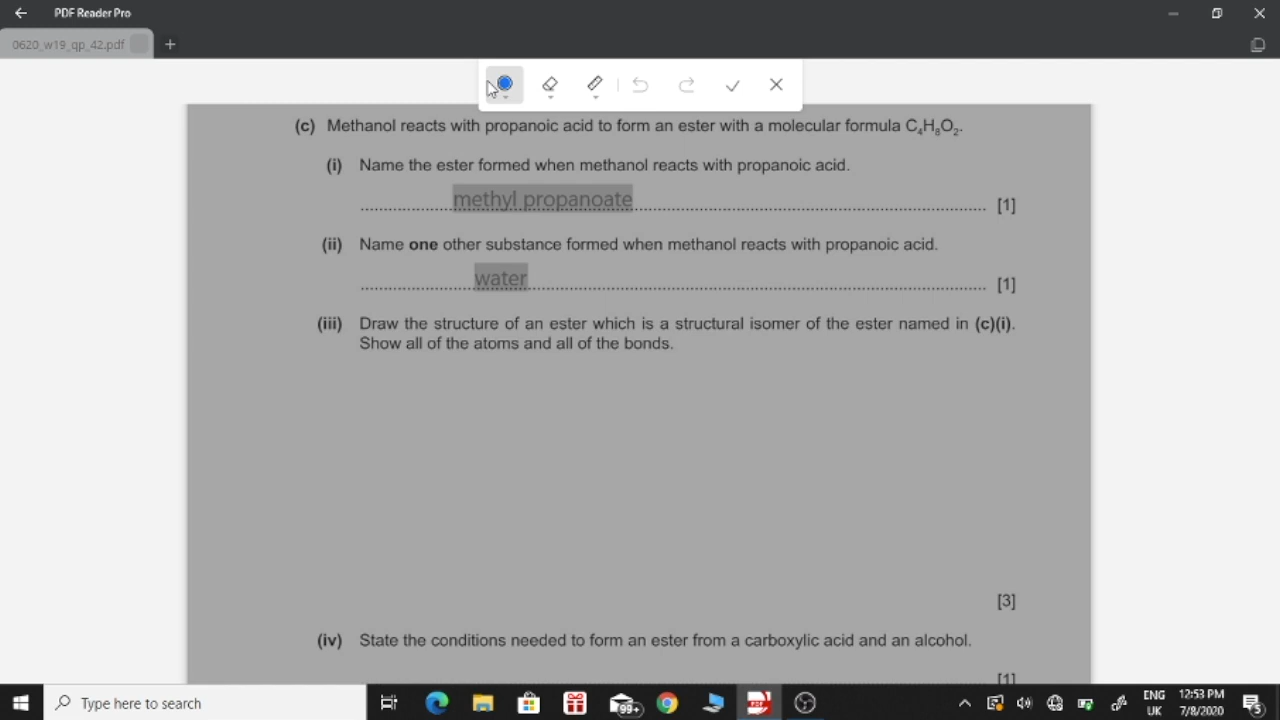 PDF Reader Pro
0620_w19_qp_42.pdf
(c) Methanol reacts with propanoic acid to form an ester with a molecular formula C₄H₈O₂.
(i) Name the ester formed when methanol reacts with propanoic acid.
methyl propanoate [1]
(ii) Name one other substance formed when methanol reacts with propanoic acid.
water [1]
(iii) Draw the structure of an ester which is a structural isomer of the ester named in (c)(i).
Show all of the atoms and all of the bonds.
[3]
(iv) State the conditions needed to form an ester from a carboxylic acid and an alcohol.
[1]
Type here to search
99+
ENG
UK
12:53 PM
7/8/2020
3